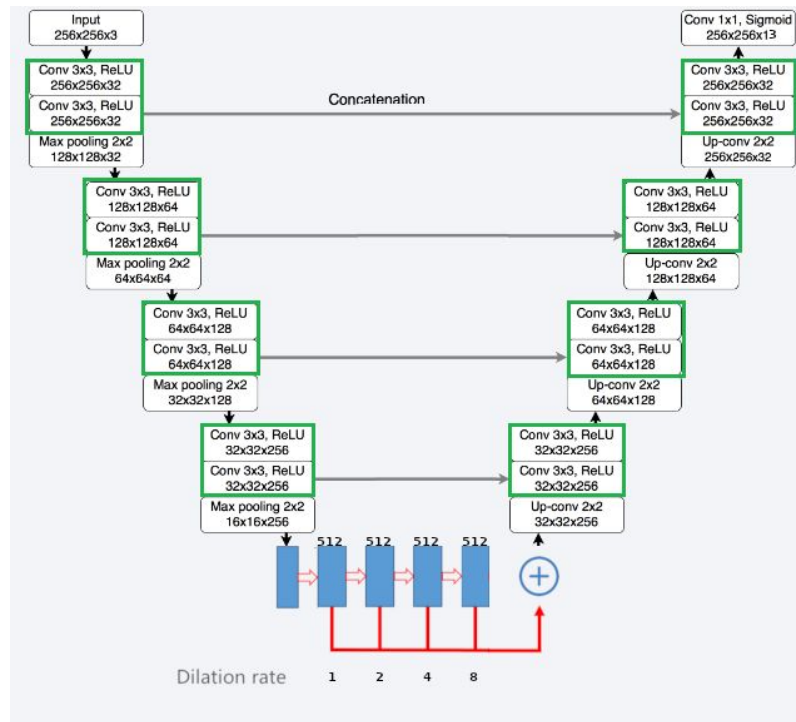 Input
256x256x3
Conv 3x3, ReLU
256x256x32
Conv 3x3, ReLU
256x256x32
Max pooling 2x2
128x128x32
Conv 3x3, ReLU
128x128x64
Conv 3x3, ReLU
128x128x64
Max pooling 2x2
64x64x64
Conv 3x3, ReLU
64x64x128
Conv 3x3, ReLU
64x64x128
Max pooling 2x2
32x32x128
Conv 3x3, ReLU
32x32x256
Conv 3x3, ReLU
32x32x256
Max pooling 2x2
16x16x256
Concatenation
512 512 512 512
Dilation rate 1 2 4 8
Conv 1x1, Sigmoid
256x256x13
Conv 3x3, ReLU
256x256x32
Conv 3x3, ReLU
256x256x32
Up-conv 2x2
256x256x32
Conv 3x3, ReLU
128x128x64
Conv 3x3, ReLU
128x128x64
Up-conv 2x2
128x128x64
Conv 3x3, ReLU
64x64x128
Conv 3x3, ReLU
64x64x128
Up-conv 2x2
64x64x128
Conv 3x3, ReLU
32x32x256
Conv 3x3, ReLU
32x32x256
Up-conv 2x2
32x32x256